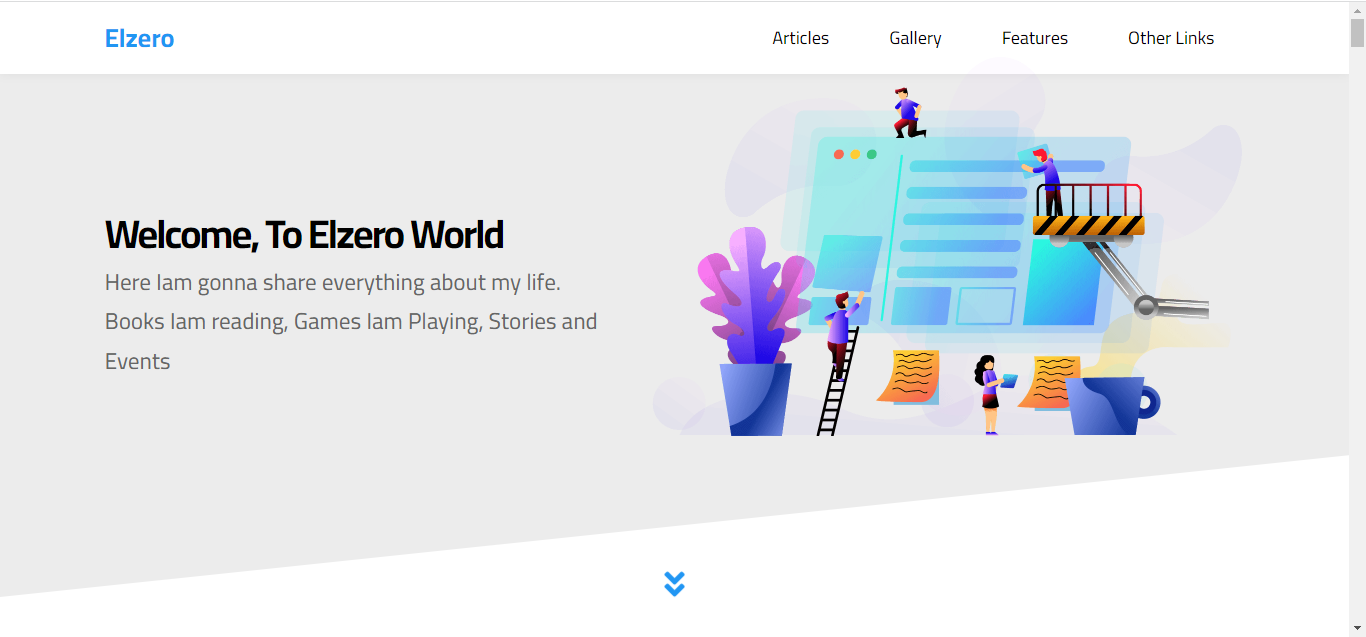 Elzero
Articles
Gallery
Features
Other Links
Welcome, To Elzero World
Here Iam gonna share everything about my life.
Books Iam reading, Games Iam Playing, Stories and
Events